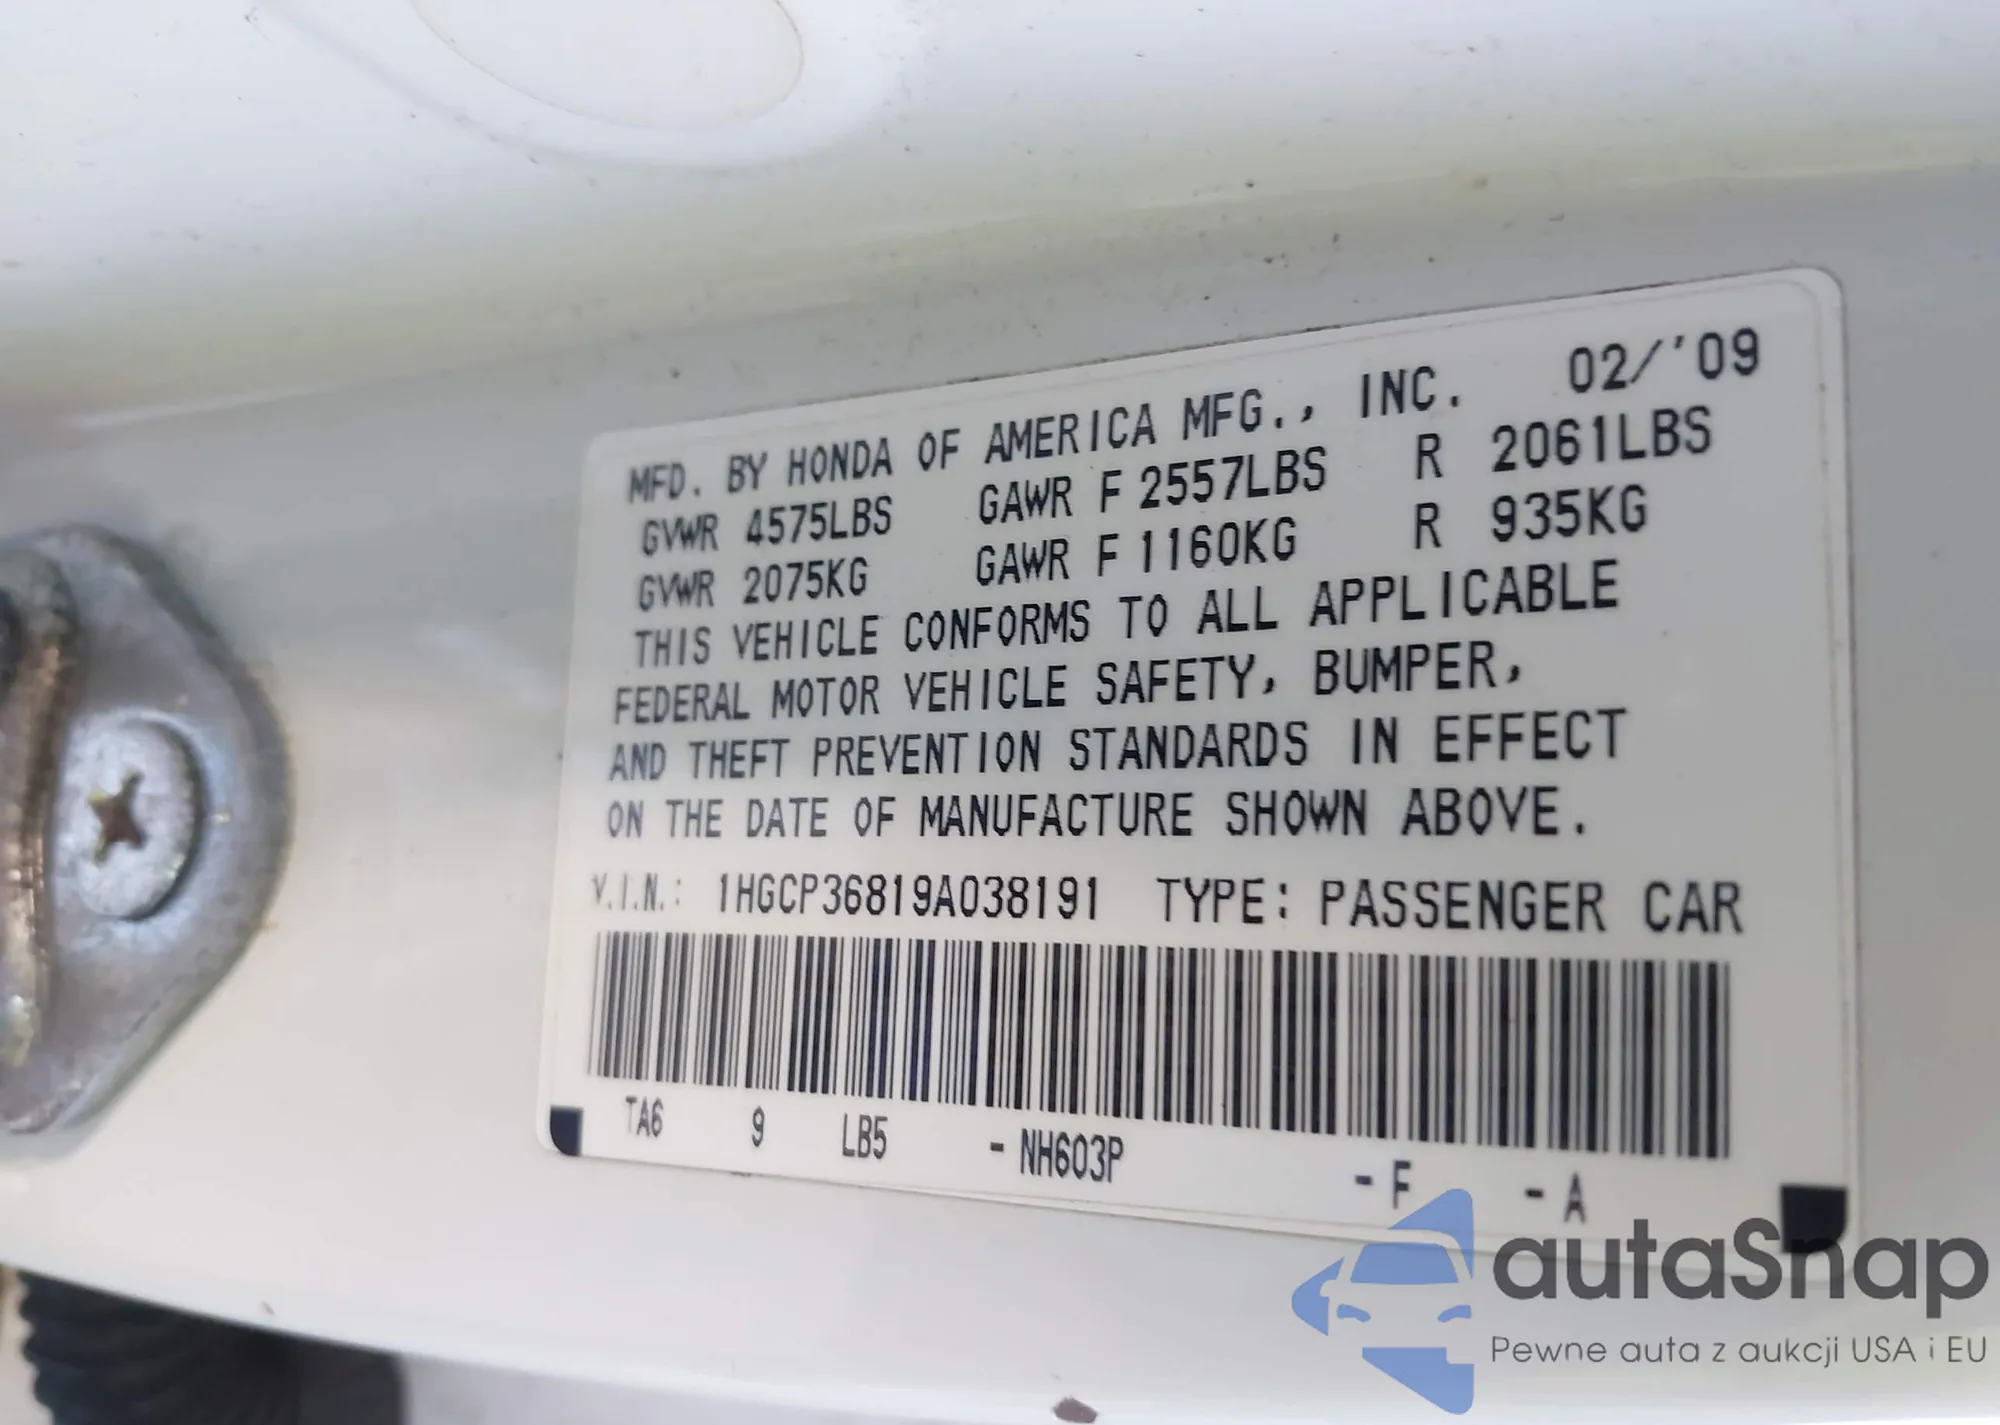 MFD. BY HONDA OF AMERICA MFG., INC. 02/'09
GVWR 4575LBS GAWR F 2557LBS R 2061LBS
GVWR 2075KG GAWR F 1160KG R 935KG
THIS VEHICLE CONFORMS TO ALL APPLICABLE
FEDERAL MOTOR VEHICLE SAFETY, BUMPER,
AND THEFT PREVENTION STANDARDS IN EFFECT
ON THE DATE OF MANUFACTURE SHOWN ABOVE.
V.I.N.: 1HGCP36819A038191 TYPE: PASSENGER CAR
TA6 9 LB5 - NH603P - F - A
autaSnap
Pewne auta z aukcji USA i EU